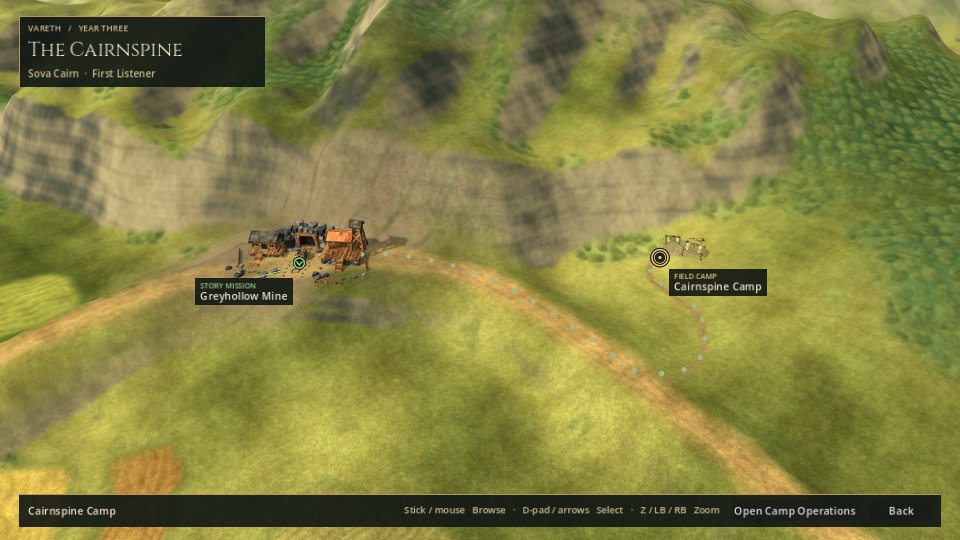 VARETH / YEAR THREE
THE CAIRNSPINE
Sova Cairn · First Listener
STORY MISSION
Greyhollow Mine
FIELD CAMP
Cairnspine Camp
Cairnspine Camp
Stick / mouse Browse · D-pad / arrows Select · Z / LB / RB Zoom Open Camp Operations Back